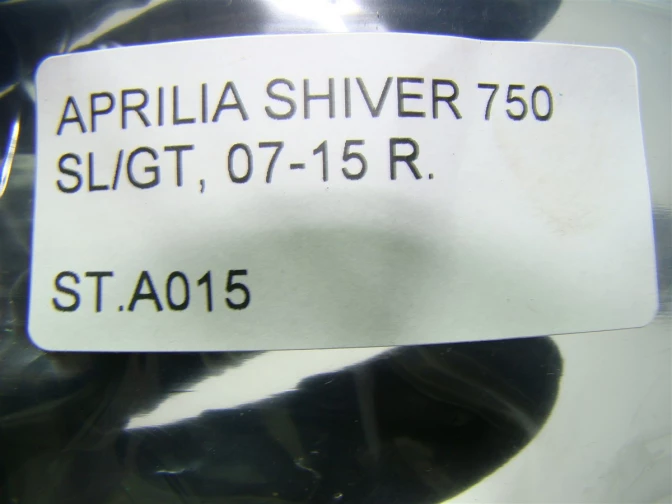 APRILIA SHIVER 750
SL/GT, 07-15 R.
ST.A015